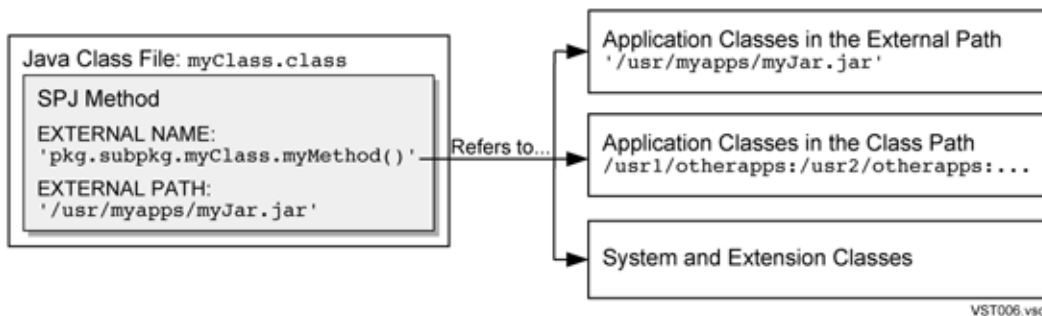 Java Class File: myClass.class
SPJ Method
EXTERNAL NAME:
'pkg.subpkg.myClass.myMethod()'
EXTERNAL PATH:
'/usr/myapps/myJar.jar'
Refers to...
Application Classes in the External Path
'/usr/myapps/myJar.jar'
Application Classes in the Class Path
/usr1/otherapps:/usr2/otherapps:...
System and Extension Classes
VST006.vsd